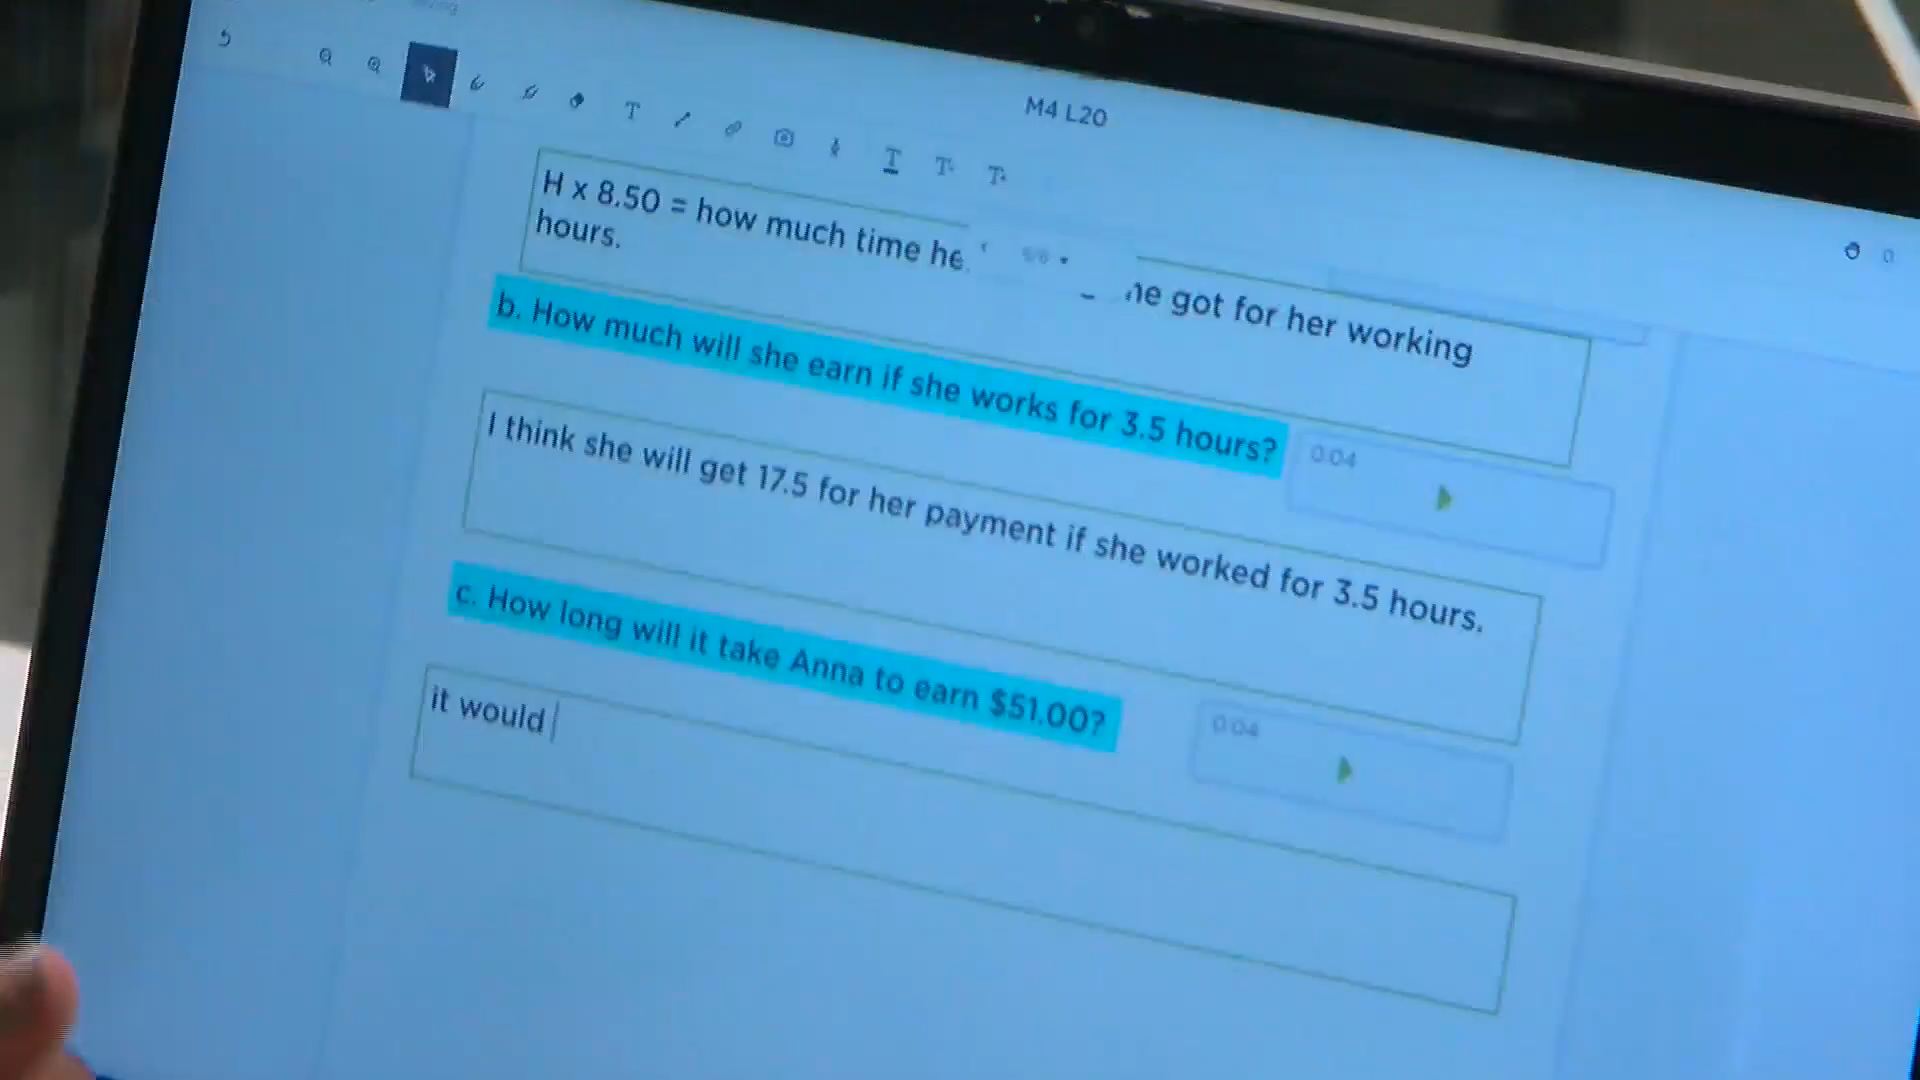 M4 L20
H x 8.50 = how much time he got for her working
hours.
b. How much will she earn if she works for 3.5 hours?
0:04
I think she will get 17.5 for her payment if she worked for 3.5 hours.
c. How long will it take Anna to earn $51.00?
0:04
it would